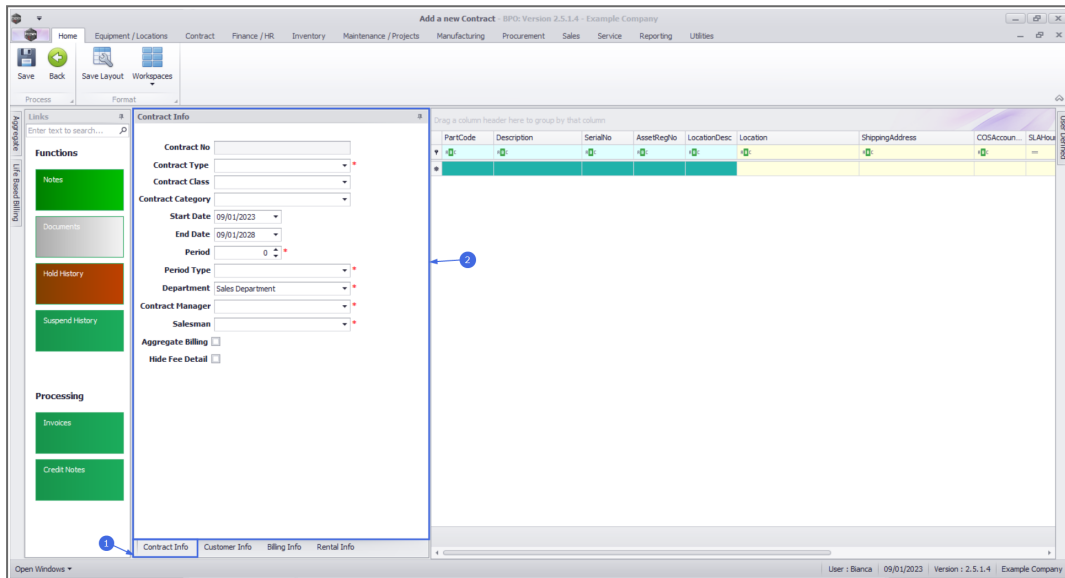 Add a new Contract - BPO: Version 2.5.1.4 - Example Company
Home Equipment / Locations Contract Finance / HR Inventory Maintenance / Projects Manufacturing Procurement Sales Service Reporting Utilities
Save Back Save Layout Workspaces
Process Format
Links
Enter text to search...
Aggregate
Life Based Billing
Functions
Notes
Documents
Hold History
Suspend History
Processing
Invoices
Credit Notes
Contract Info
Contract No
Contract Type *
Contract Class
Contract Category
Start Date 09/01/2023
End Date 09/01/2028
Period 0 *
Period Type *
Department Sales Department *
Contract Manager *
Salesman *
Aggregate Billing
Hide Fee Detail
1
Contract Info Customer Info Billing Info Rental Info
2
Drag a column header here to group by that column
PartCode Description SerialNo AssetRegNo LocationDesc Location ShippingAddress COSAccoun... SLAHour
User Defined
Open Windows
User : Bianca 09/01/2023 Version : 2.5.1.4 Example Company